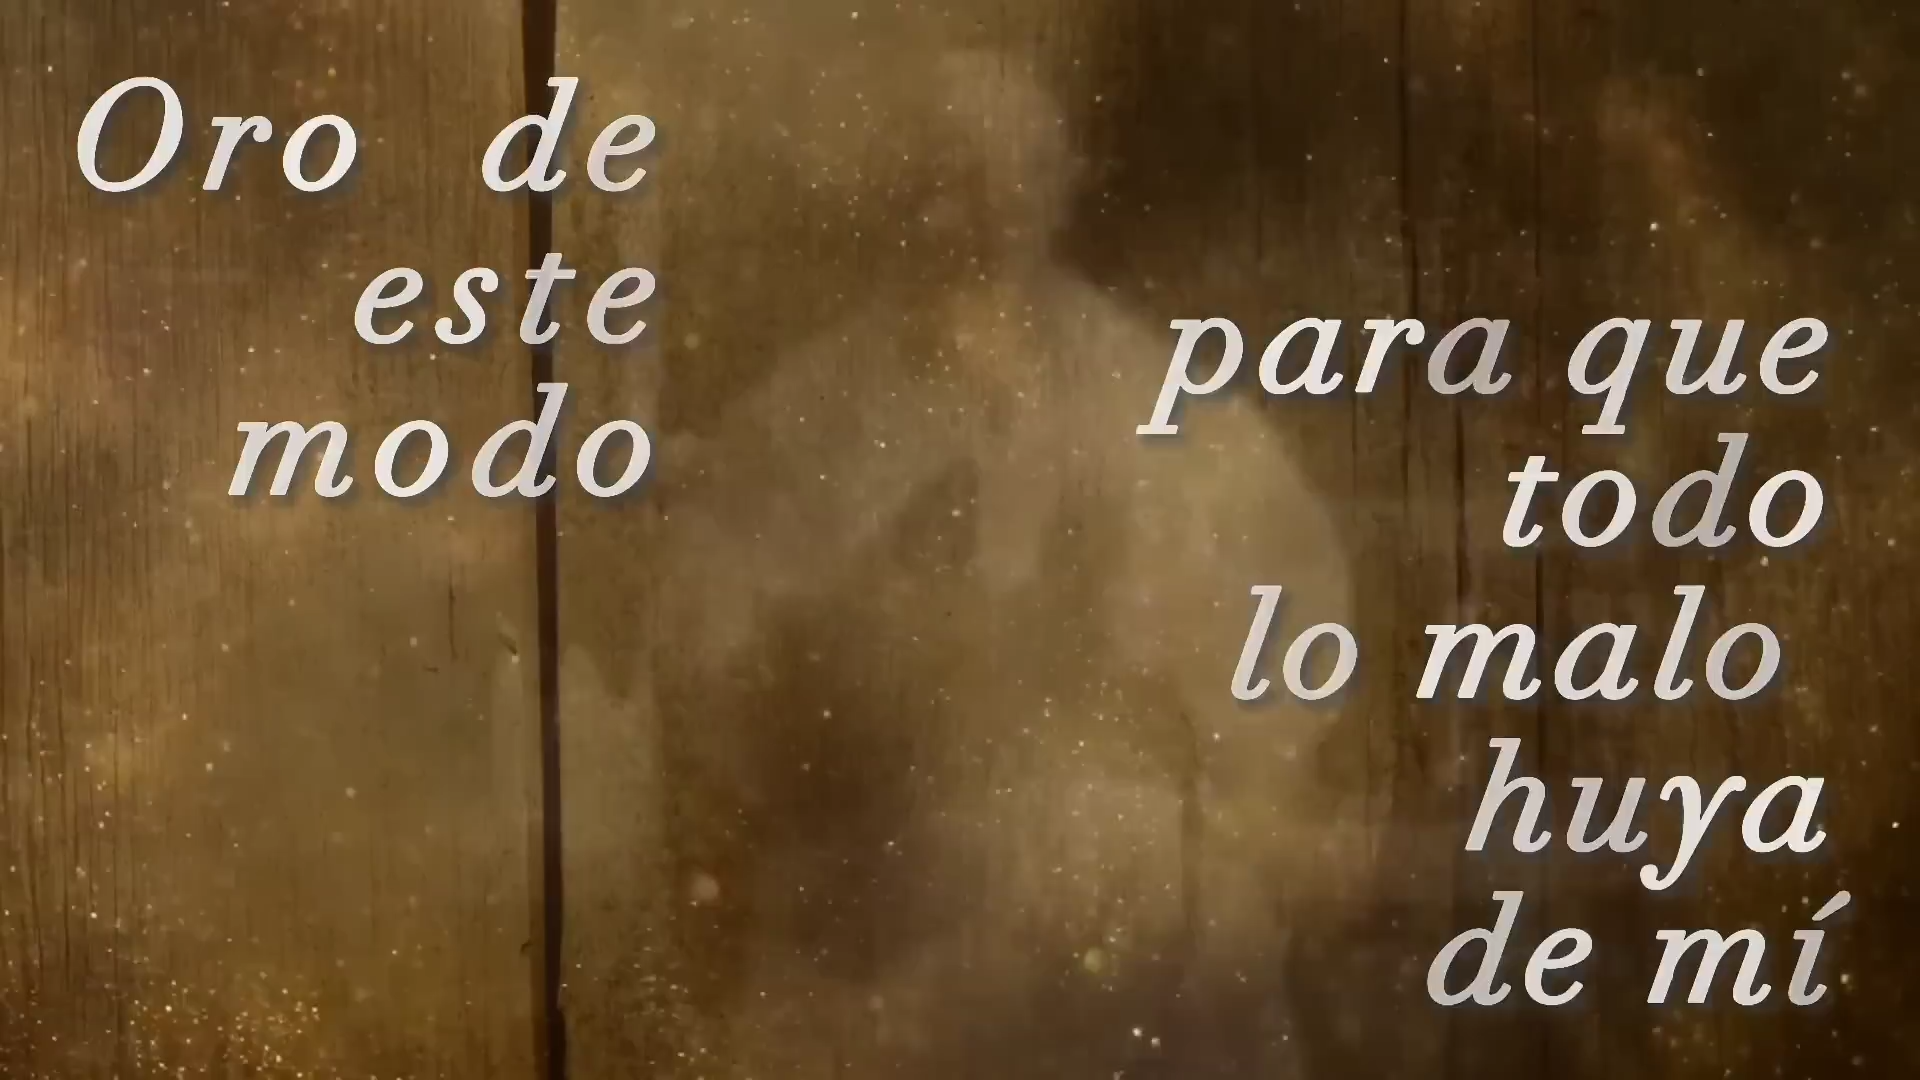 Oro de
este
modo
para que
todo
lo malo
huya
de mí